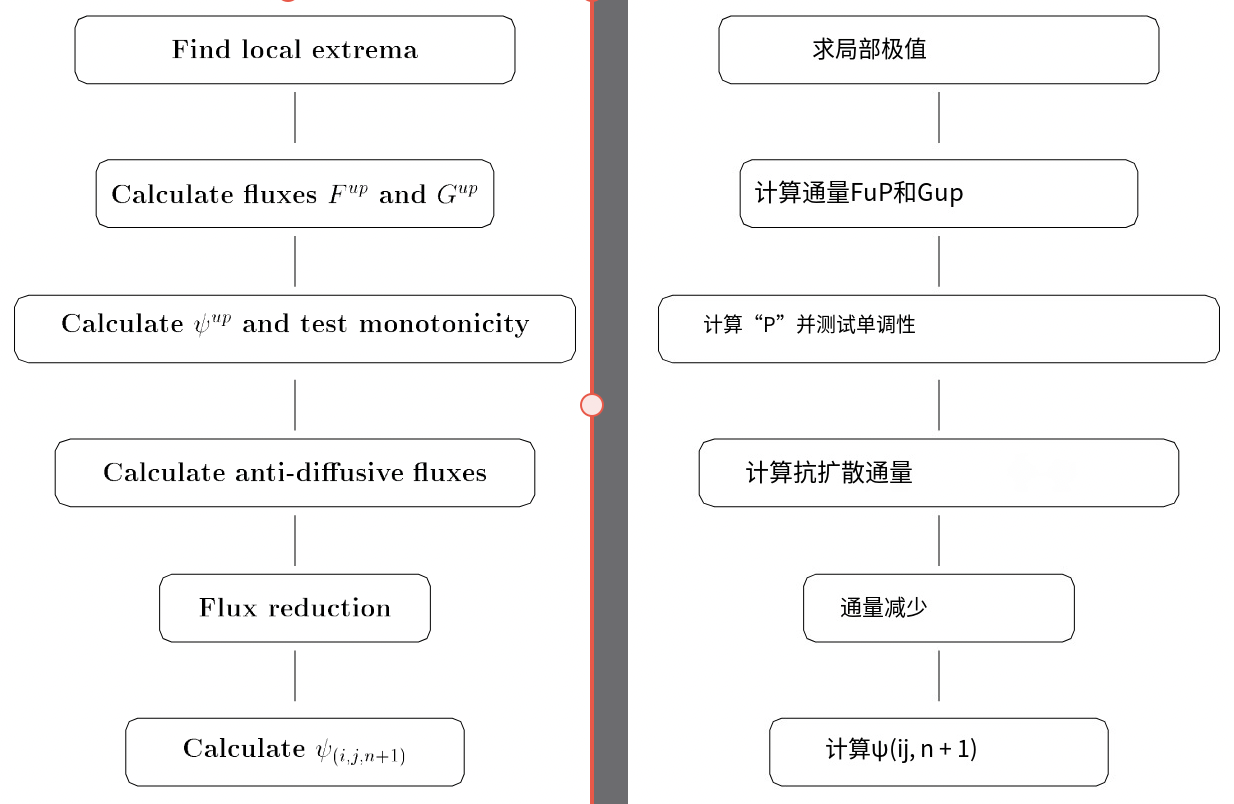 Find local extrema
Calculate fluxes F^{up} and G^{up}
Calculate ψ^{up} and test monotonicity
Calculate anti-diffusive fluxes
Flux reduction
Calculate ψ_{(i,j,n+1)}
求局部极值
计算通量FuP和Gup
计算“P”并测试单调性
计算抗扩散通量
通量减少
计算ψ(ij, n + 1)